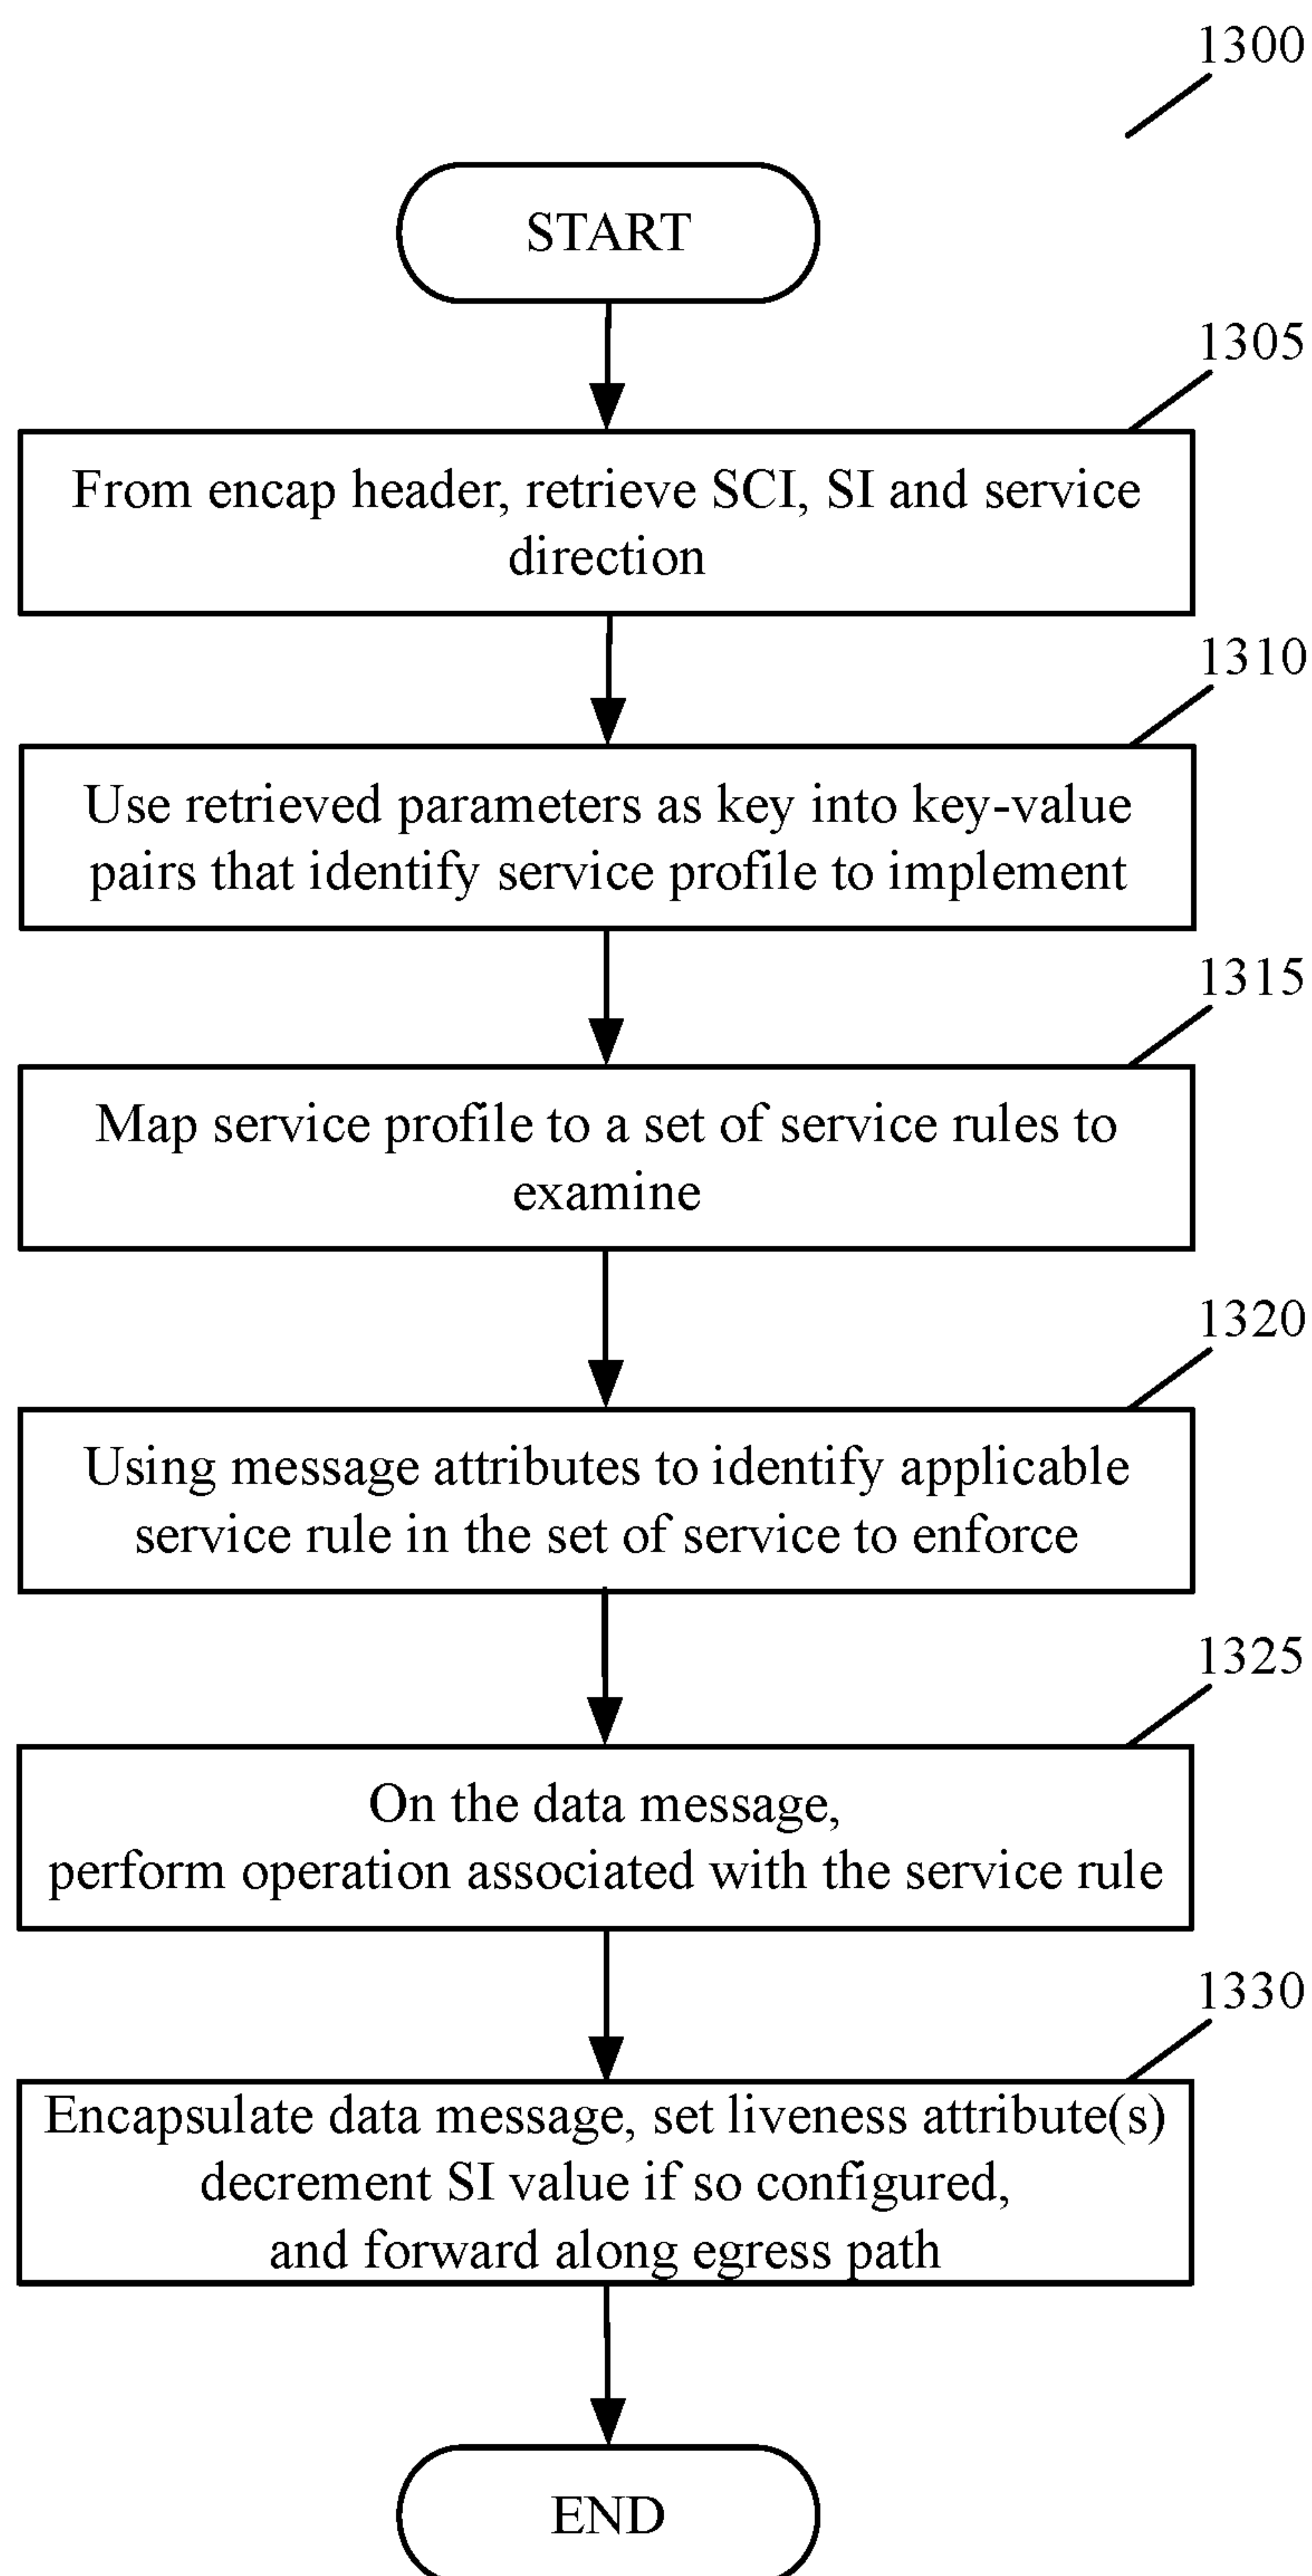 1300
START
1305
From encap header, retrieve SCI, SI and service
direction
1310
Use retrieved parameters as key into key-value
pairs that identify service profile to implement
1315
Map service profile to a set of service rules to
examine
1320
Using message attributes to identify applicable
service rule in the set of service to enforce
1325
On the data message,
perform operation associated with the service rule
1330
Encapsulate data message, set liveness attribute(s)
decrement SI value if so configured,
and forward along egress path
END